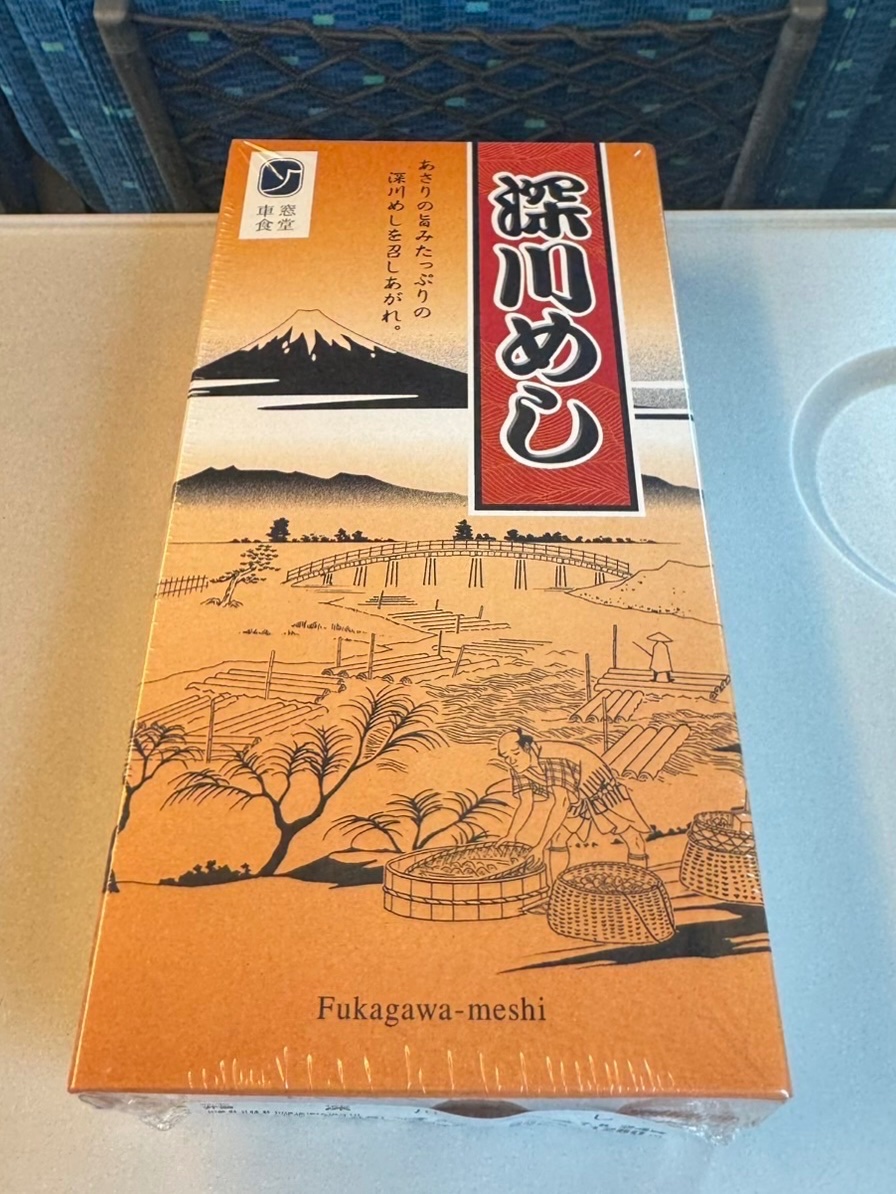 深川めし
あさりの旨みたっぷりの
深川めしを召しあがれ。
車窓
食堂
Fukagawa-meshi